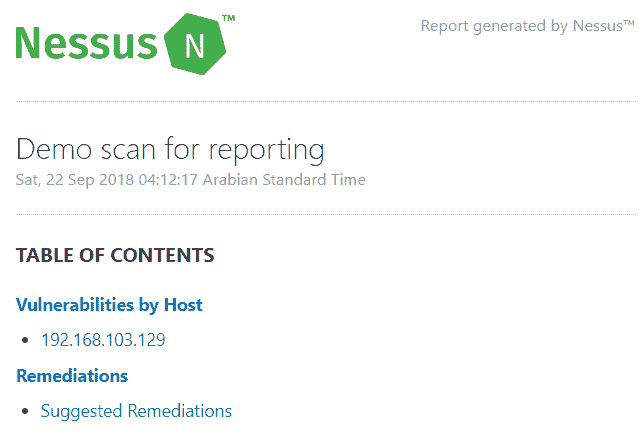 Nessus N™
Report generated by Nessus™
Demo scan for reporting
Sat, 22 Sep 2018 04:12:17 Arabian Standard Time
TABLE OF CONTENTS
Vulnerabilities by Host
• 192.168.103.129
Remediations
• Suggested Remediations